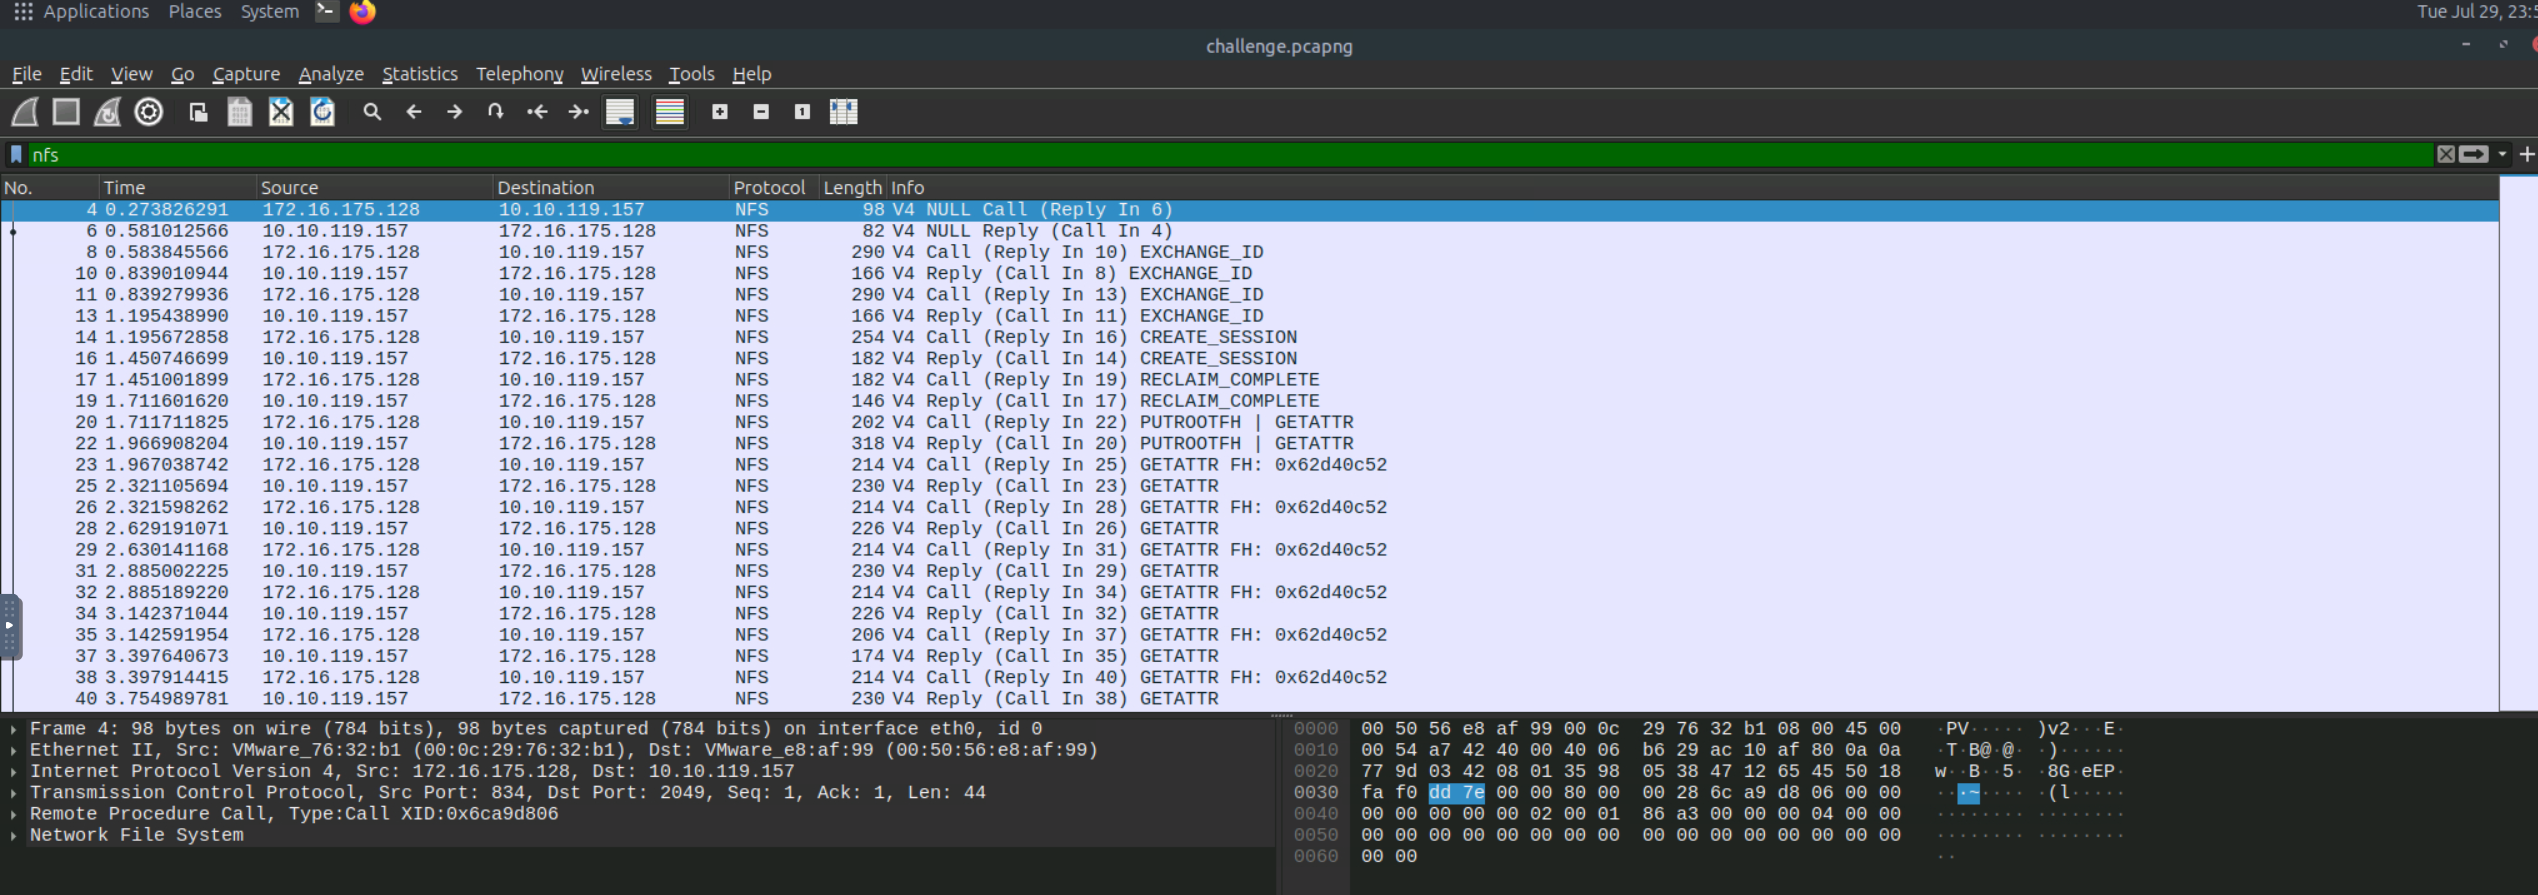 Applications Places System Tue Jul 29, 23:5
challenge.pcapng
File Edit View Go Capture Analyze Statistics Telephony Wireless Tools Help
nfs
No. Time Source Destination Protocol Length Info
4 0.273826291 172.16.175.128 10.10.119.157 NFS 98 V4 NULL Call (Reply In 6)
6 0.581012566 10.10.119.157 172.16.175.128 NFS 82 V4 NULL Reply (Call In 4)
8 0.583845566 172.16.175.128 10.10.119.157 NFS 290 V4 Call (Reply In 10) EXCHANGE_ID
10 0.839010944 10.10.119.157 172.16.175.128 NFS 166 V4 Reply (Call In 8) EXCHANGE_ID
11 0.839279936 172.16.175.128 10.10.119.157 NFS 290 V4 Call (Reply In 13) EXCHANGE_ID
13 1.195438990 10.10.119.157 172.16.175.128 NFS 166 V4 Reply (Call In 11) EXCHANGE_ID
14 1.195672858 172.16.175.128 10.10.119.157 NFS 254 V4 Call (Reply In 16) CREATE_SESSION
16 1.450746699 10.10.119.157 172.16.175.128 NFS 182 V4 Reply (Call In 14) CREATE_SESSION
17 1.451001899 172.16.175.128 10.10.119.157 NFS 182 V4 Call (Reply In 19) RECLAIM_COMPLETE
19 1.711601620 10.10.119.157 172.16.175.128 NFS 146 V4 Reply (Call In 17) RECLAIM_COMPLETE
20 1.711711825 172.16.175.128 10.10.119.157 NFS 202 V4 Call (Reply In 22) PUTROOTFH | GETATTR
22 1.966908204 10.10.119.157 172.16.175.128 NFS 318 V4 Reply (Call In 20) PUTROOTFH | GETATTR
23 1.967038742 172.16.175.128 10.10.119.157 NFS 214 V4 Call (Reply In 25) GETATTR FH: 0x62d40c52
25 2.321105694 10.10.119.157 172.16.175.128 NFS 230 V4 Reply (Call In 23) GETATTR
26 2.321598262 172.16.175.128 10.10.119.157 NFS 214 V4 Call (Reply In 28) GETATTR FH: 0x62d40c52
28 2.629191071 10.10.119.157 172.16.175.128 NFS 226 V4 Reply (Call In 26) GETATTR
29 2.630141168 172.16.175.128 10.10.119.157 NFS 214 V4 Call (Reply In 31) GETATTR FH: 0x62d40c52
31 2.885002225 10.10.119.157 172.16.175.128 NFS 230 V4 Reply (Call In 29) GETATTR
32 2.885189220 172.16.175.128 10.10.119.157 NFS 214 V4 Call (Reply In 34) GETATTR FH: 0x62d40c52
34 3.142371044 10.10.119.157 172.16.175.128 NFS 226 V4 Reply (Call In 32) GETATTR
35 3.142591954 172.16.175.128 10.10.119.157 NFS 206 V4 Call (Reply In 37) GETATTR FH: 0x62d40c52
37 3.397640673 10.10.119.157 172.16.175.128 NFS 174 V4 Reply (Call In 35) GETATTR
38 3.397914415 172.16.175.128 10.10.119.157 NFS 214 V4 Call (Reply In 40) GETATTR FH: 0x62d40c52
40 3.754989781 10.10.119.157 172.16.175.128 NFS 230 V4 Reply (Call In 38) GETATTR
Frame 4: 98 bytes on wire (784 bits), 98 bytes captured (784 bits) on interface eth0, id 0
Ethernet II, Src: VMware_76:32:b1 (00:0c:29:76:32:b1), Dst: VMware_e8:af:99 (00:50:56:e8:af:99)
Internet Protocol Version 4, Src: 172.16.175.128, Dst: 10.10.119.157
Transmission Control Protocol, Src Port: 834, Dst Port: 2049, Seq: 1, Ack: 1, Len: 44
Remote Procedure Call, Type:Call XID:0x6ca9d806
Network File System
0000 00 50 56 e8 af 99 00 0c 29 76 32 b1 08 00 45 00 ·PV····· )v2···E·
0010 00 54 a7 42 40 00 40 06 b6 29 ac 10 af 80 0a 0a ·T·B@·@· ·)······
0020 77 9d 03 42 08 01 35 98 05 38 47 12 65 45 50 18 w··B··5· ·8G·eEP·
0030 fa f0 dd 7e 00 00 80 00 00 28 6c a9 d8 06 00 00 ···~···· ·(l·····
0040 00 00 00 00 00 02 00 01 86 a3 00 00 00 04 00 00 ········ ········
0050 00 00 00 00 00 00 00 00 00 00 00 00 00 00 00 00 ········ ········
0060 00 00 ··